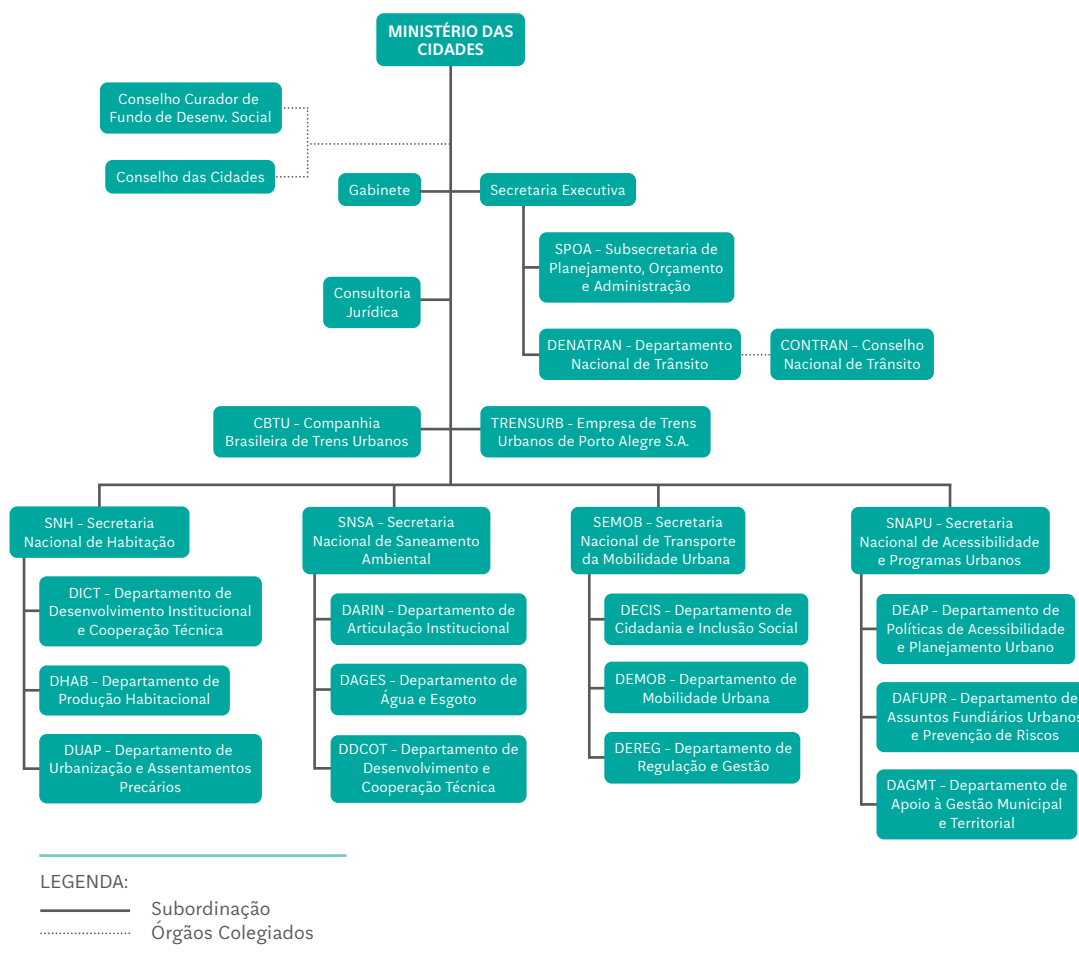 MINISTÉRIO DAS
CIDADES
Conselho Curador de
Fundo de Desenv. Social
Conselho das Cidades
Gabinete
Secretaria Executiva
SPOA - Subsecretaria de
Planejamento, Orçamento
e Administração
Consultoria
Jurídica
DENATRAN - Departamento
Nacional de Trânsito
CONTRAN - Conselho
Nacional de Trânsito
CBTU - Companhia
Brasileira de Trens Urbanos
TRENSURB - Empresa de Trens
Urbanos de Porto Alegre S.A.
SNH - Secretaria
Nacional de Habitação
DICT - Departamento de
Desenvolvimento Institucional
e Cooperação Técnica
DHAB - Departamento de
Produção Habitacional
DUAP - Departamento de
Urbanização e Assentamentos
Precários
SNSA - Secretaria
Nacional de Saneamento
Ambiental
DARIN - Departamento de
Articulação Institucional
DAGES - Departamento de
Água e Esgoto
DDCOT - Departamento de
Desenvolvimento e
Cooperação Técnica
SEMOB - Secretaria
Nacional de Transporte
da Mobilidade Urbana
DECIS - Departamento de
Cidadania e Inclusão Social
DEMOB - Departamento de
Mobilidade Urbana
DEREG - Departamento de
Regulação e Gestão
SNAPU - Secretaria
Nacional de Acessibilidade
e Programas Urbanos
DEAP - Departamento de
Políticas de Acessibilidade
e Planejamento Urbano
DAFUPR - Departamento de
Assuntos Fundiários Urbanos
e Prevenção de Riscos
DAGMT - Departamento de
Apoio à Gestão Municipal
e Territorial
LEGENDA:
Subordinação
Órgãos Colegiados